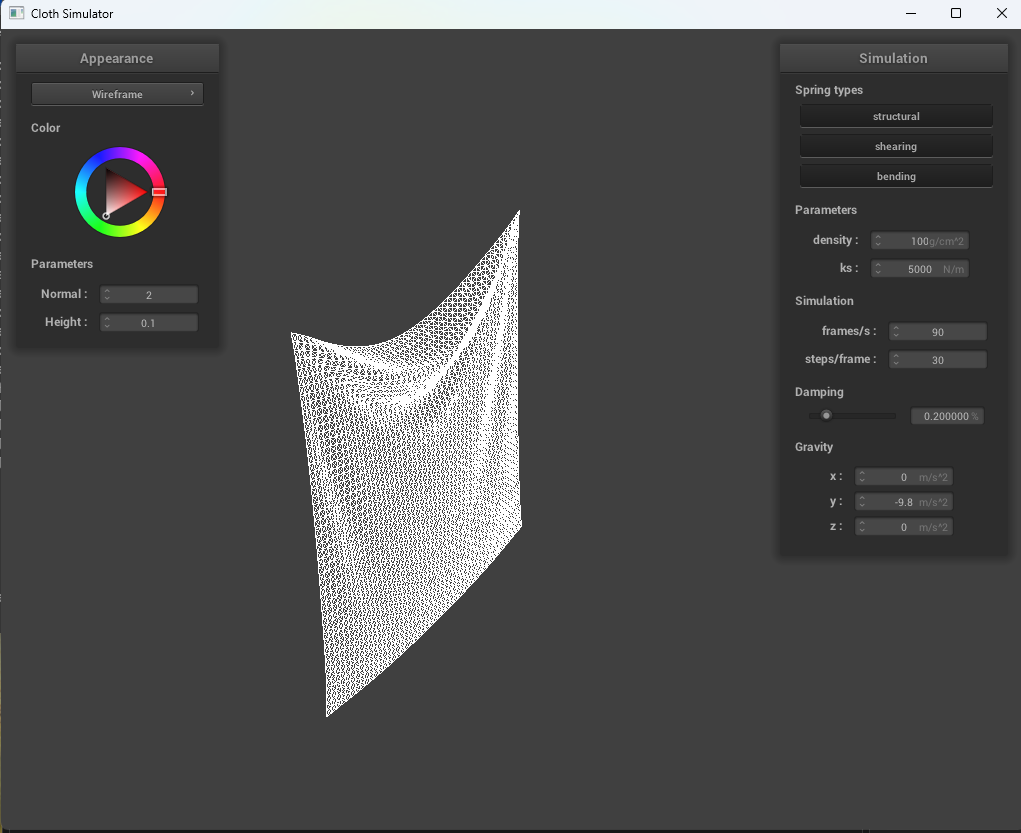 Cloth Simulator
Appearance
Wireframe
Color
Parameters
Normal : 2
Height : 0.1
Simulation
Spring types
structural
shearing
bending
Parameters
density : 100g/cm^2
ks : 5000 N/m
Simulation
frames/s : 90
steps/frame : 30
Damping
0.200000 %
Gravity
x : 0 m/s^2
y : -9.8 m/s^2
z : 0 m/s^2